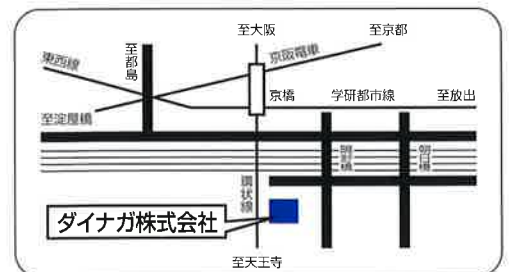 至大阪
至京都
至都島
東西線
京阪電車
京橋
学研都市線
至放出
至淀屋橋
環状線
ダイナガ株式会社
至天王寺